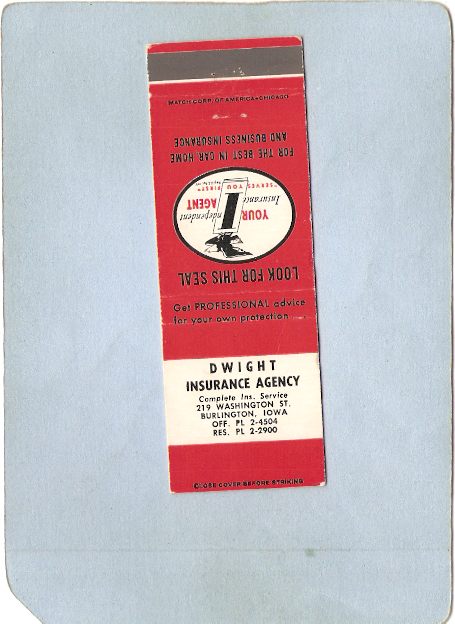 MATCH CORP. OF AMERICA-CHICAGO
LOOK FOR THIS SEAL
YOUR
Independent
Insurance AGENT
"SERVES YOU FIRST"
FOR THE BEST IN CAR HOME
AND BUSINESS INSURANCE
Get PROFESSIONAL advice
for your own protection
DWIGHT
INSURANCE AGENCY
Complete Ins. Service
219 WASHINGTON ST.
BURLINGTON, IOWA
OFF. PL 2-4504
RES. PL 2-2900
CLOSE COVER BEFORE STRIKING